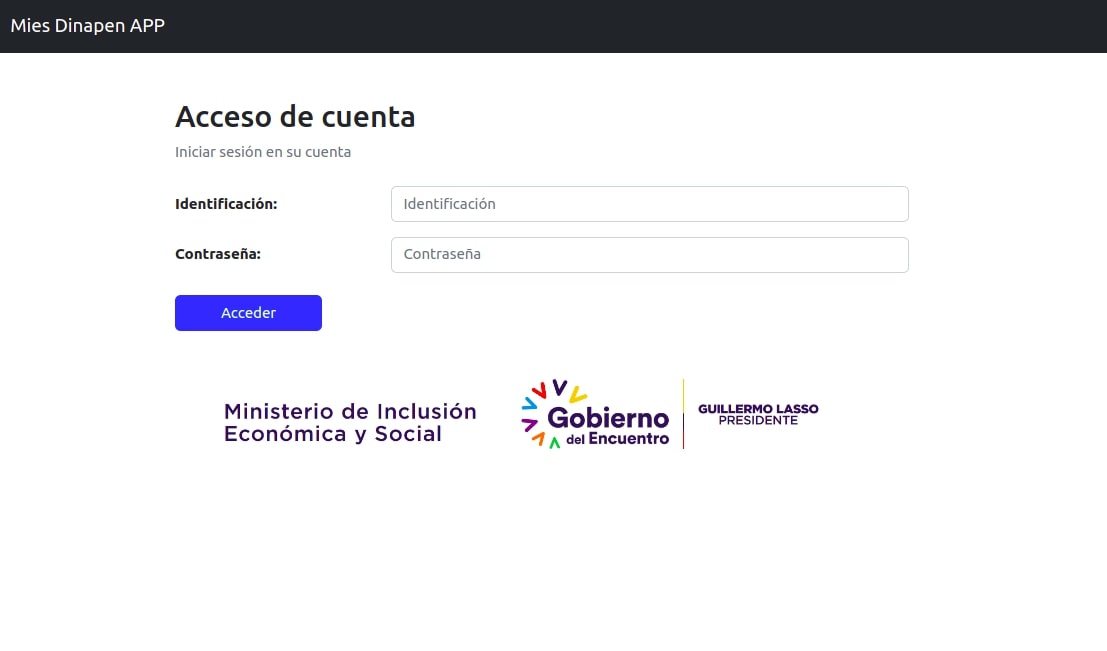 Mies Dinapen APP
Acceso de cuenta
Iniciar sesión en su cuenta
Identificación:
Identificación
Contraseña:
Contraseña
Acceder
Ministerio de Inclusión
Económica y Social
Gobierno
del Encuentro
GUILLERMO LASSO
PRESIDENTE